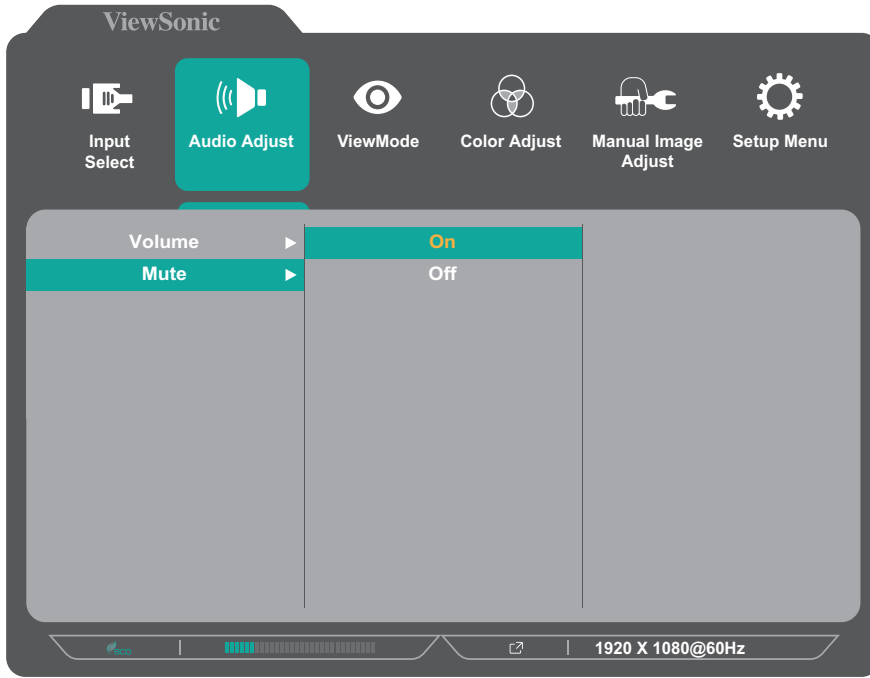 ViewSonic
Input
Select
Audio Adjust
ViewMode
Color Adjust
Manual Image
Adjust
Setup Menu
Volume
On
Mute
Off
eco
1920 X 1080@60Hz